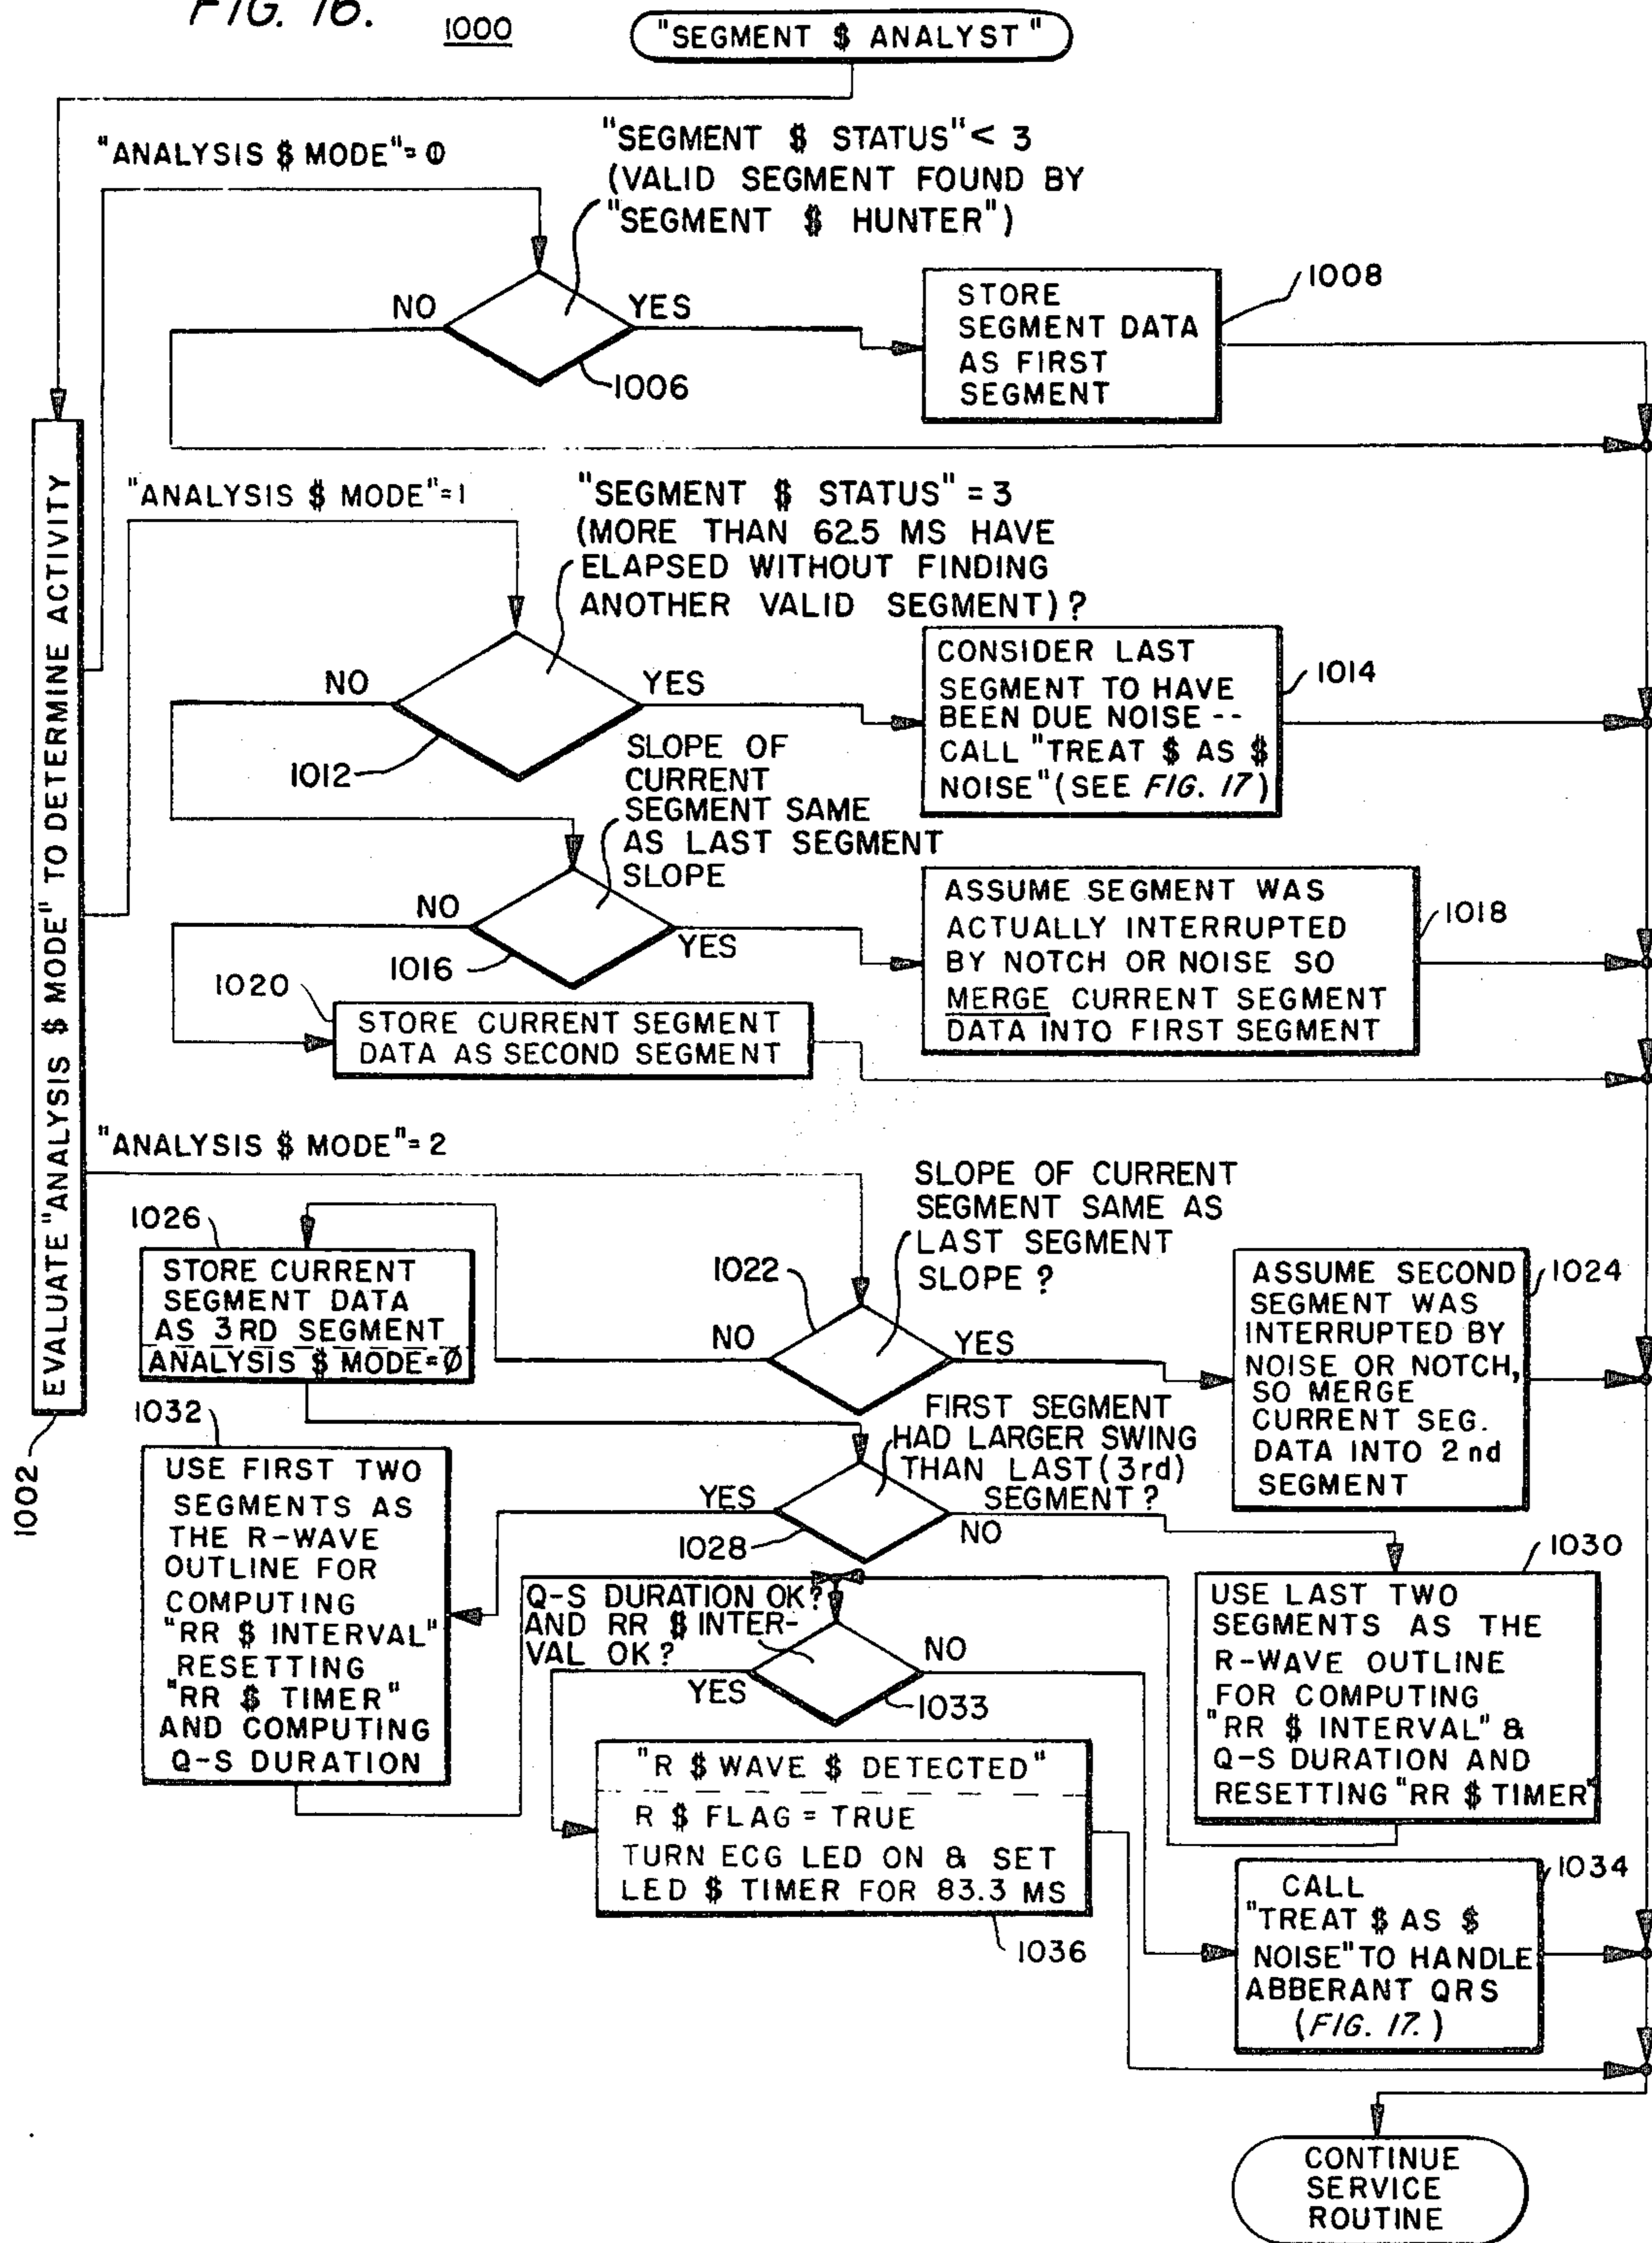 FIG. 16.
1000
"SEGMENT $ ANALYST"
"ANALYSIS $ MODE"=0
"SEGMENT $ STATUS" < 3
(VALID SEGMENT FOUND BY
"SEGMENT $ HUNTER")
NO
YES
1006
STORE
SEGMENT DATA
AS FIRST
SEGMENT
1008
EVALUATE "ANALYSIS $ MODE" TO DETERMINE ACTIVITY
1002
"ANALYSIS $ MODE"=1
"SEGMENT $ STATUS" = 3
(MORE THAN 62.5 MS HAVE
ELAPSED WITHOUT FINDING
ANOTHER VALID SEGMENT)?
NO
YES
1012
CONSIDER LAST
SEGMENT TO HAVE
BEEN DUE NOISE --
CALL "TREAT $ AS $
NOISE" (SEE FIG. 17)
1014
SLOPE OF
CURRENT
SEGMENT SAME
AS LAST SEGMENT
SLOPE
NO
YES
1016
ASSUME SEGMENT WAS
ACTUALLY INTERRUPTED
BY NOTCH OR NOISE SO
MERGE CURRENT SEGMENT
DATA INTO FIRST SEGMENT
1018
1020
STORE CURRENT SEGMENT
DATA AS SECOND SEGMENT
"ANALYSIS $ MODE"=2
SLOPE OF CURRENT
SEGMENT SAME AS
LAST SEGMENT
SLOPE ?
1022
NO
YES
1026
STORE CURRENT
SEGMENT DATA
AS 3RD SEGMENT
ANALYSIS $ MODE=Ø
ASSUME SECOND
SEGMENT WAS
INTERRUPTED BY
NOISE OR NOTCH,
SO MERGE
CURRENT SEG.
DATA INTO 2nd
SEGMENT
1024
FIRST SEGMENT
HAD LARGER SWING
THAN LAST (3rd)
SEGMENT ?
YES
NO
1028
1032
USE FIRST TWO
SEGMENTS AS
THE R-WAVE
OUTLINE FOR
COMPUTING
"RR $ INTERVAL"
RESETTING
"RR $ TIMER"
AND COMPUTING
Q-S DURATION
1030
USE LAST TWO
SEGMENTS AS THE
R-WAVE OUTLINE
FOR COMPUTING
"RR $ INTERVAL" &
Q-S DURATION AND
RESETTING "RR $ TIMER"
Q-S DURATION OK?
AND RR $ INTER-
VAL OK?
NO
YES
1033
"R $ WAVE $ DETECTED"
R $ FLAG = TRUE
TURN ECG LED ON & SET
LED $ TIMER FOR 83.3 MS
1036
CALL
"TREAT $ AS $
NOISE" TO HANDLE
ABBERANT QRS
(FIG. 17.)
1034
CONTINUE
SERVICE
ROUTINE